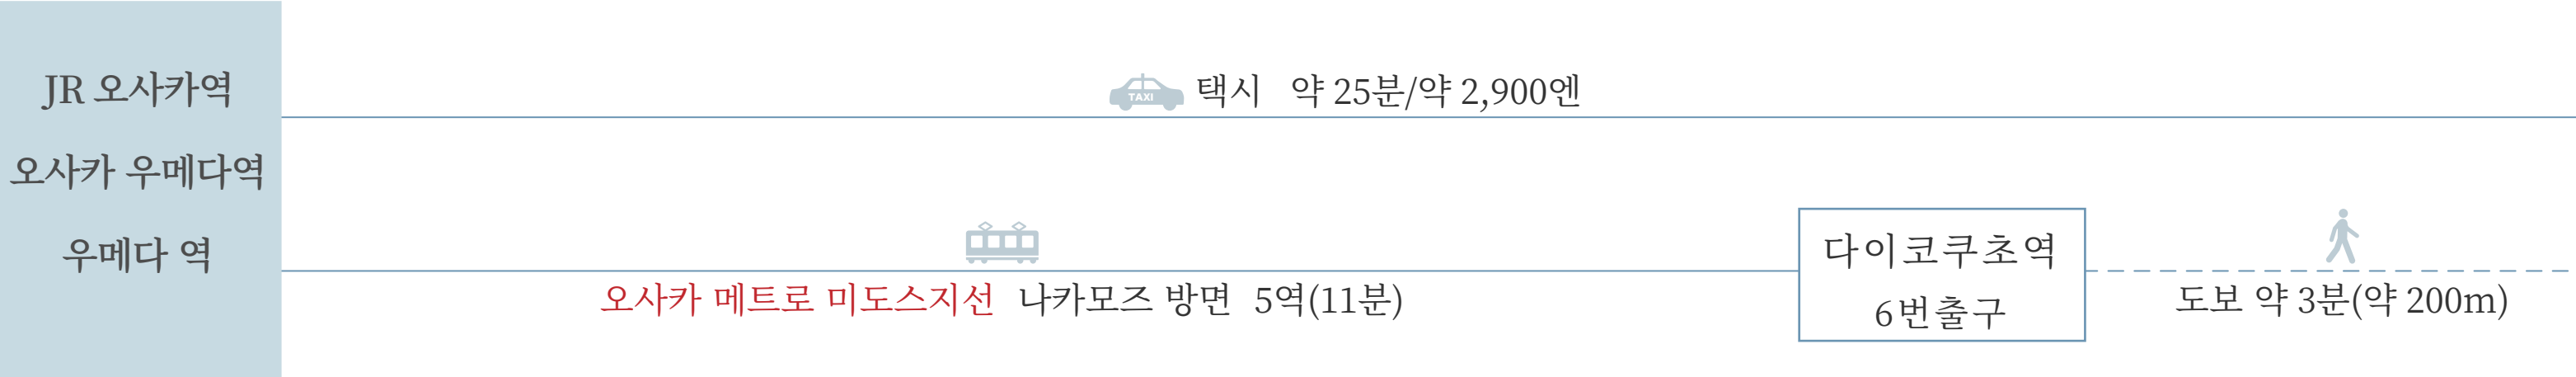 JR 오사카역
오사카 우메다역
우메다 역
TAXI 택시 약 25분/약 2,900엔
오사카 메트로 미도스지선 나카모즈 방면 5역(11분)
다이코쿠초역
6번출구
도보 약 3분(약 200m)